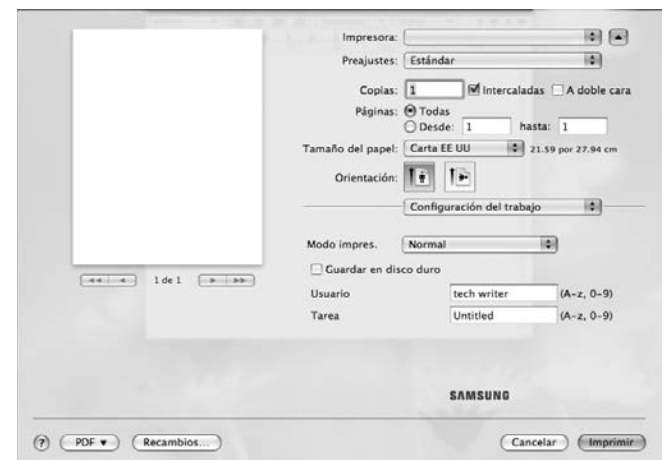 Impresora:
Preajustes: Estándar
Copias: 1 Intercaladas A doble cara
Páginas: Todas
Desde: 1 hasta: 1
Tamaño del papel: Carta EE UU 21.59 por 27.94 cm
Orientación:
Configuración del trabajo
Modo impres. Normal
Guardar en disco duro
1 de 1
Usuario tech writer (A-z, 0-9)
Tarea Untitled (A-z, 0-9)
SAMSUNG
? PDF ▼ Recambios... Cancelar Imprimir